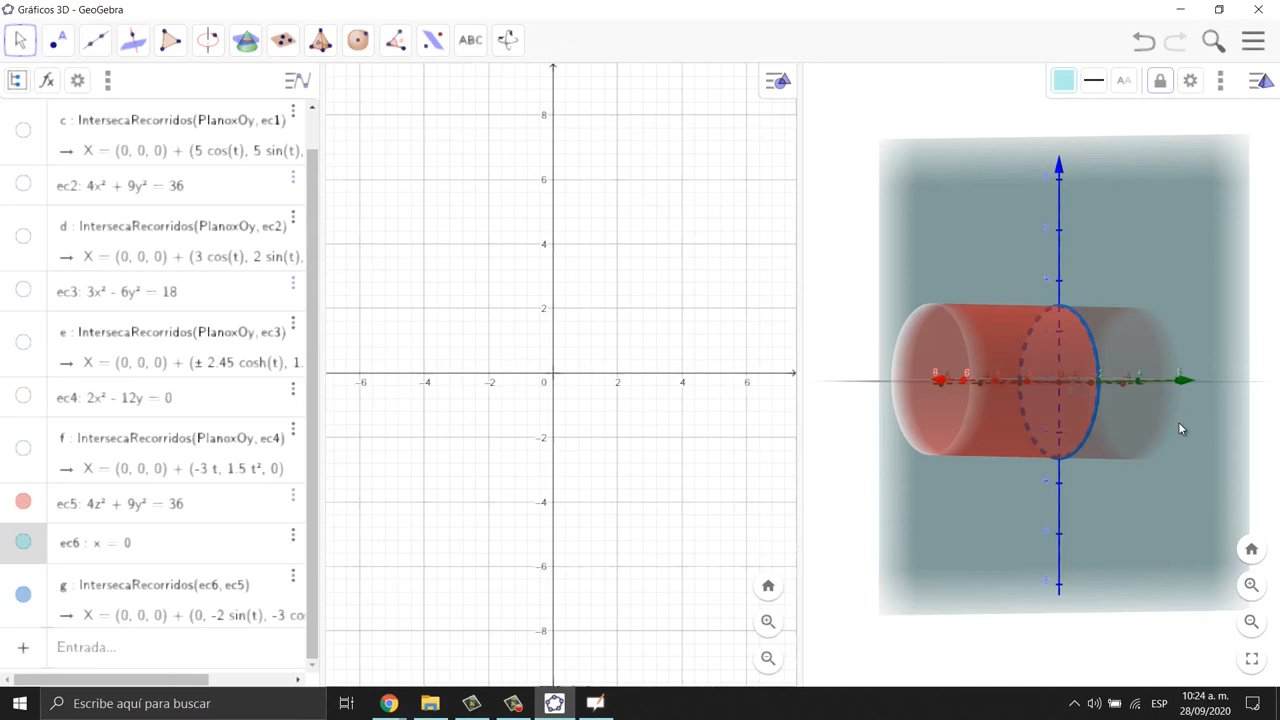 Gráficos 3D - GeoGebra
ABC
AA
c : IntersecaRecorridos(PlanoxOy, ec1)
→ X = (0, 0, 0) + (5 cos(t), 5 sin(t),
ec2: 4x² + 9y² = 36
d : IntersecaRecorridos(PlanoxOy, ec2)
→ X = (0, 0, 0) + (3 cos(t), 2 sin(t),
ec3: 3x² - 6y² = 18
e : IntersecaRecorridos(PlanoxOy, ec3)
→ X = (0, 0, 0) + (± 2.45 cosh(t), 1.
ec4: 2x² - 12y = 0
f : IntersecaRecorridos(PlanoxOy, ec4)
→ X = (0, 0, 0) + (-3 t, 1.5 t², 0)
ec5: 4z² + 9y² = 36
ec6 : x = 0
g : IntersecaRecorridos(ec6, ec5)
→ X = (0, 0, 0) + (0, -2 sin(t), -3 co
Entrada...
8
6
4
2
-6 -4 -2 0 2 4 6
-2
-4
-6
-8
8 6
4
Escribe aquí para buscar
ESP
10:24 a. m.
28/09/2020